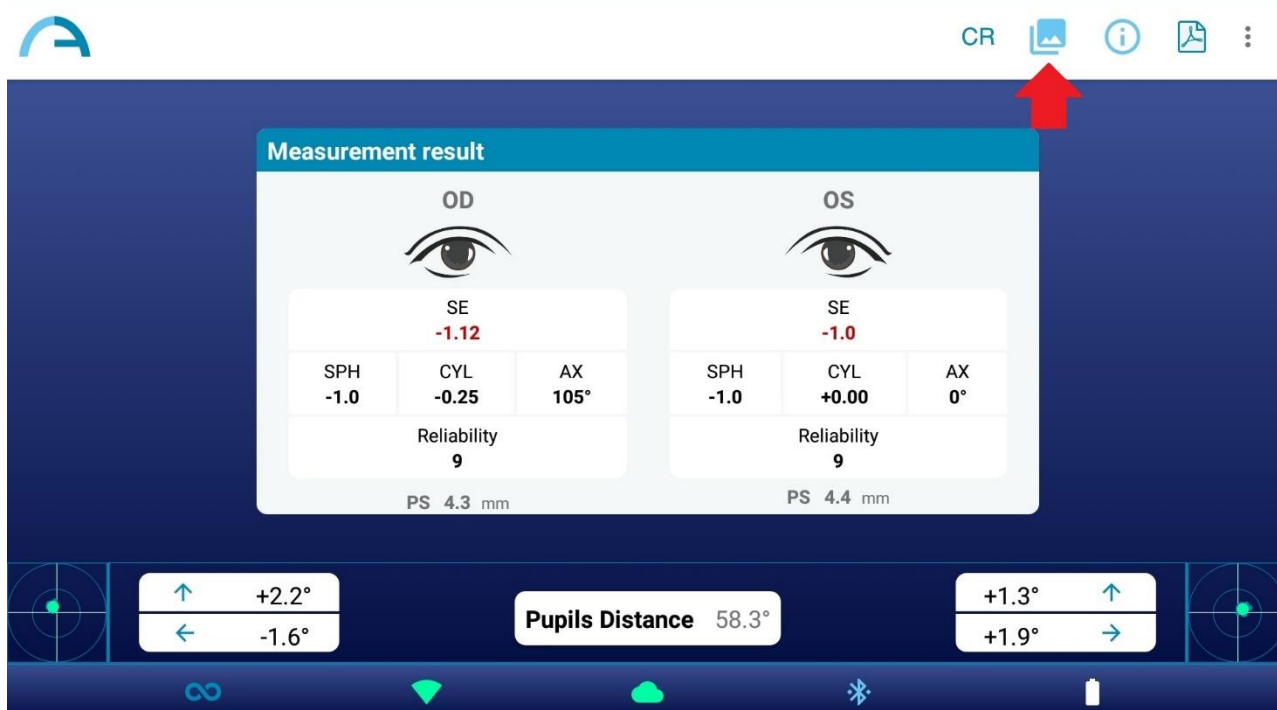 CR
Measurement result
OD OS
SE SE
-1.12 -1.0
SPH CYL AX SPH CYL AX
-1.0 -0.25 105° -1.0 +0.00 0°
Reliability Reliability
9 9
PS 4.3 mm PS 4.4 mm
+2.2° Pupils Distance 58.3° +1.3°
-1.6° +1.9°